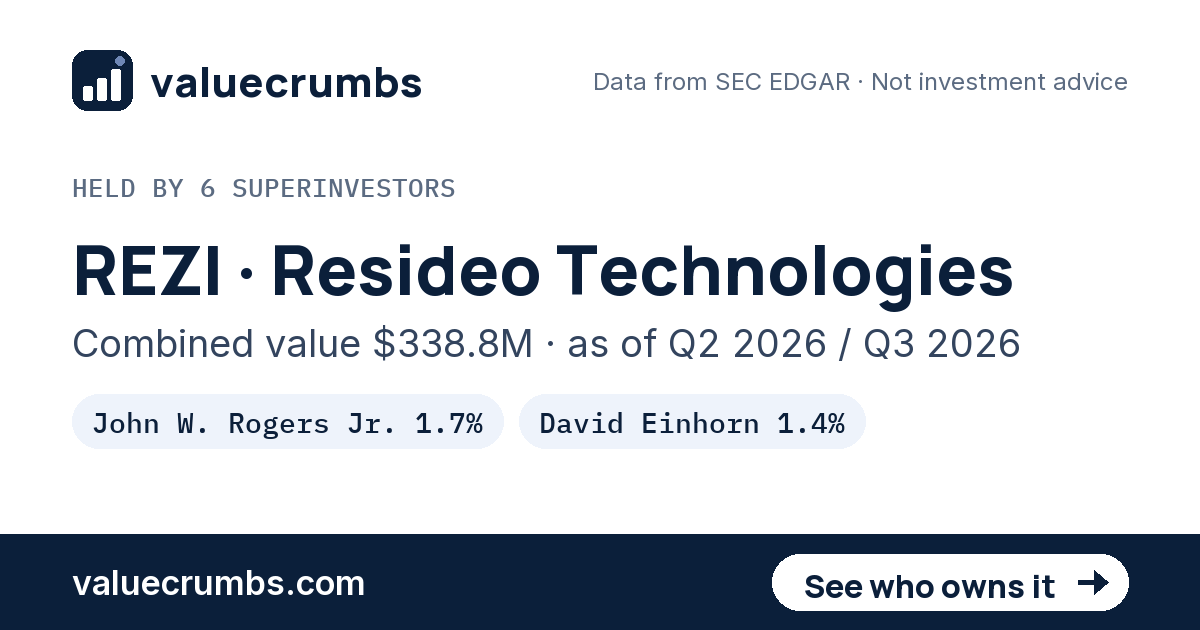 valuecrumbs
Data from SEC EDGAR · Not investment advice
HELD BY 6 SUPERINVESTORS
REZI · Resideo Technologies
Combined value $338.8M · as of Q2 2026 / Q3 2026
John W. Rogers Jr. 1.7%
David Einhorn 1.4%
valuecrumbs.com
See who owns it →